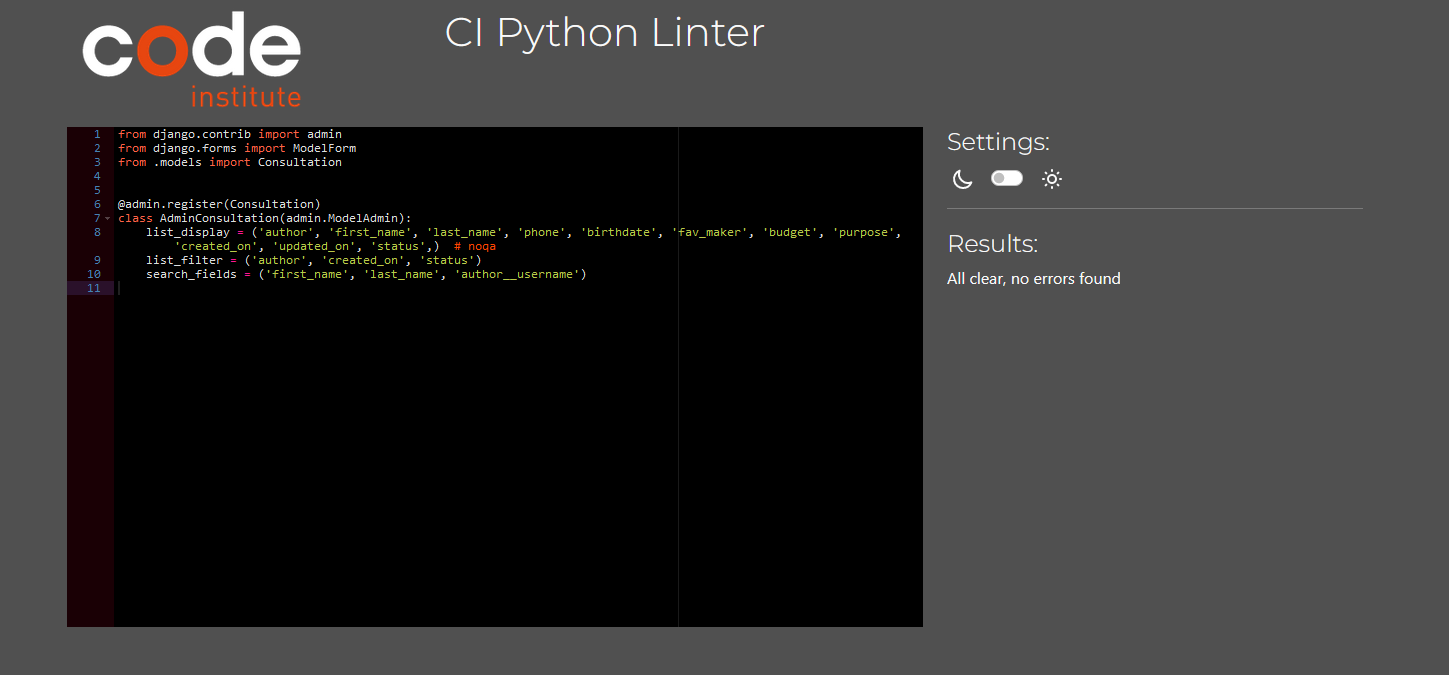 code
institute
CI Python Linter
1 from django.contrib import admin
2 from django.forms import ModelForm
3 from .models import Consultation
4
5
6 @admin.register(Consultation)
7 class AdminConsultation(admin.ModelAdmin):
8     list_display = ('author', 'first_name', 'last_name', 'phone', 'birthdate', 'fav_maker', 'budget', 'purpose',
        'created_on', 'updated_on', 'status',)  # noqa
9     list_filter = ('author', 'created_on', 'status')
10     search_fields = ('first_name', 'last_name', 'author__username')
11
Settings:
Results:
All clear, no errors found